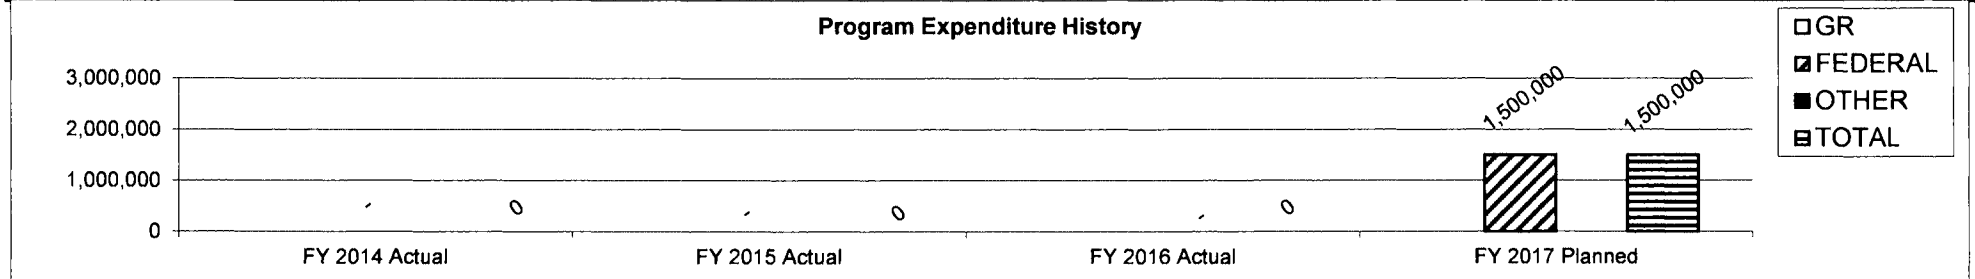 Program Expenditure History
GR
FEDERAL
OTHER
TOTAL
3,000,000
2,000,000
1,000,000
0
- 0 - 0 - 0 1,500,000 1,500,000
FY 2014 Actual FY 2015 Actual FY 2016 Actual FY 2017 Planned